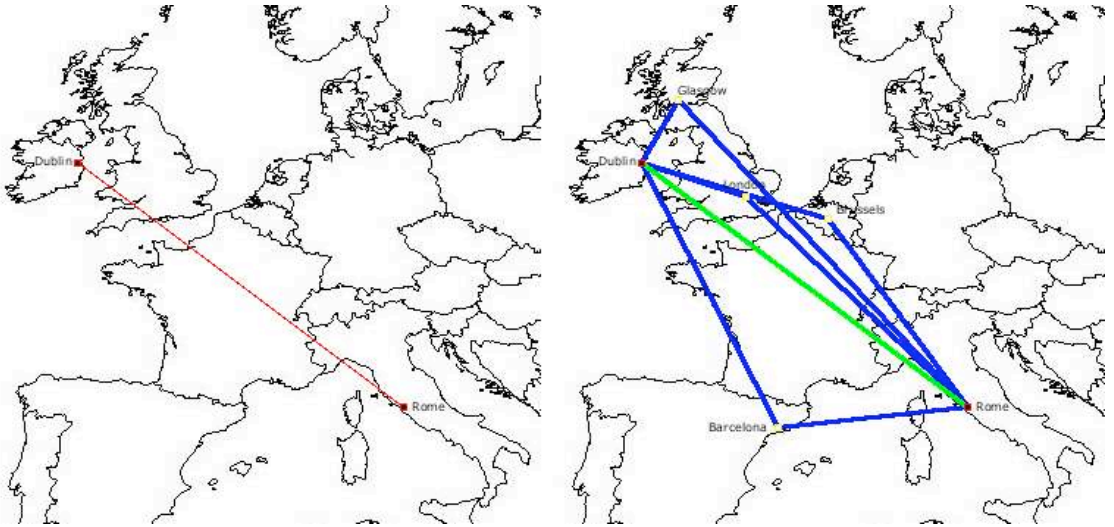 Dublin
Rome
Glasgow
Dublin
London
Brussels
Rome
Barcelona